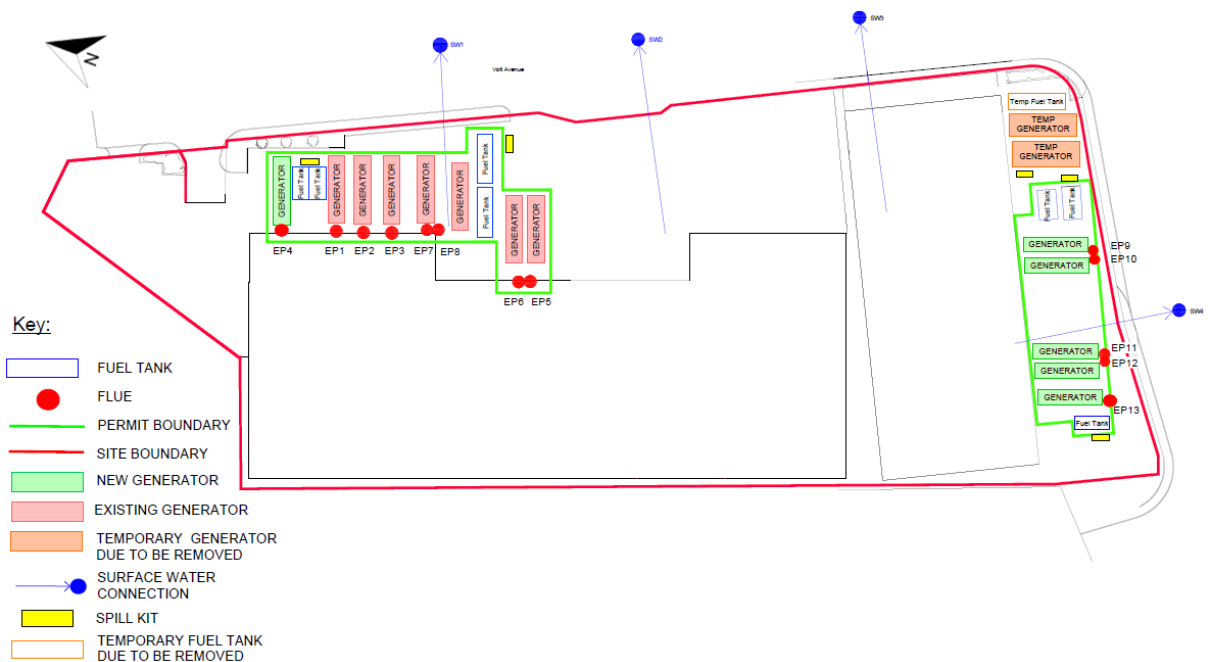 SW1
SW2
SW3
Volt Avenue
N
Temp Fuel Tank
TEMP
GENERATOR
TEMP
GENERATOR
GENERATOR
Fuel Tank
Fuel Tank
GENERATOR
GENERATOR
GENERATOR
GENERATOR
GENERATOR
Fuel Tank
Fuel Tank
GENERATOR
GENERATOR
Fuel Tank
Fuel Tank
EP4
EP1
EP2
EP3
EP7
EP8
EP6
EP5
GENERATOR
EP9
GENERATOR
EP10
SW4
GENERATOR
EP11
GENERATOR
EP12
GENERATOR
EP13
Fuel Tank
Key:
FUEL TANK
FLUE
PERMIT BOUNDARY
SITE BOUNDARY
NEW GENERATOR
EXISTING GENERATOR
TEMPORARY GENERATOR
DUE TO BE REMOVED
SURFACE WATER
CONNECTION
SPILL KIT
TEMPORARY FUEL TANK
DUE TO BE REMOVED